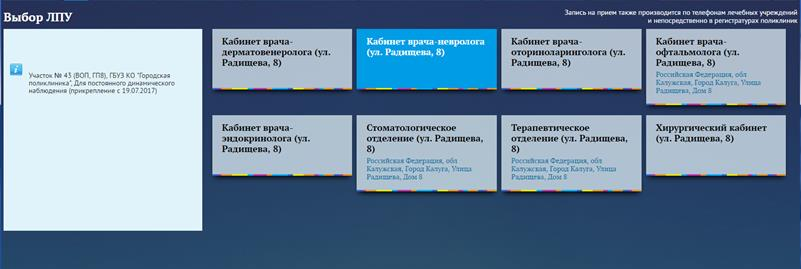 Выбор ЛПУ
Запись на прием также производится по телефонам лечебных учреждений
и непосредственно в регистратурах поликлиник
Участок № 43 (ВОП, ГП8), ГБУЗ КО "Городская
поликлиника", Для постоянного динамического
наблюдения (прикрепление с 19.07.2017)
Кабинет врача-
дерматовенеролога (ул.
Радищева, 8)
Кабинет врача-невролога (ул.
Радищева, 8)
Кабинет врача-
оториноларинголога (ул.
Радищева, 8)
Кабинет врача-
офтальмолога (ул.
Радищева, 8)
Российская Федерация, обл
Калужская, Город Калуга, Улица
Радищева, Дом 8
Кабинет врача-
эндокринолога (ул.
Радищева, 8)
Стоматологическое
отделение (ул. Радищева,
8)
Российская Федерация, обл
Калужская, Город Калуга, Улица
Радищева, Дом 8
Терапевтическое
отделение (ул. Радищева,
8)
Российская Федерация, обл
Калужская, Город Калуга, Улица
Радищева, Дом 8
Хирургический кабинет
(ул. Радищева, 8)